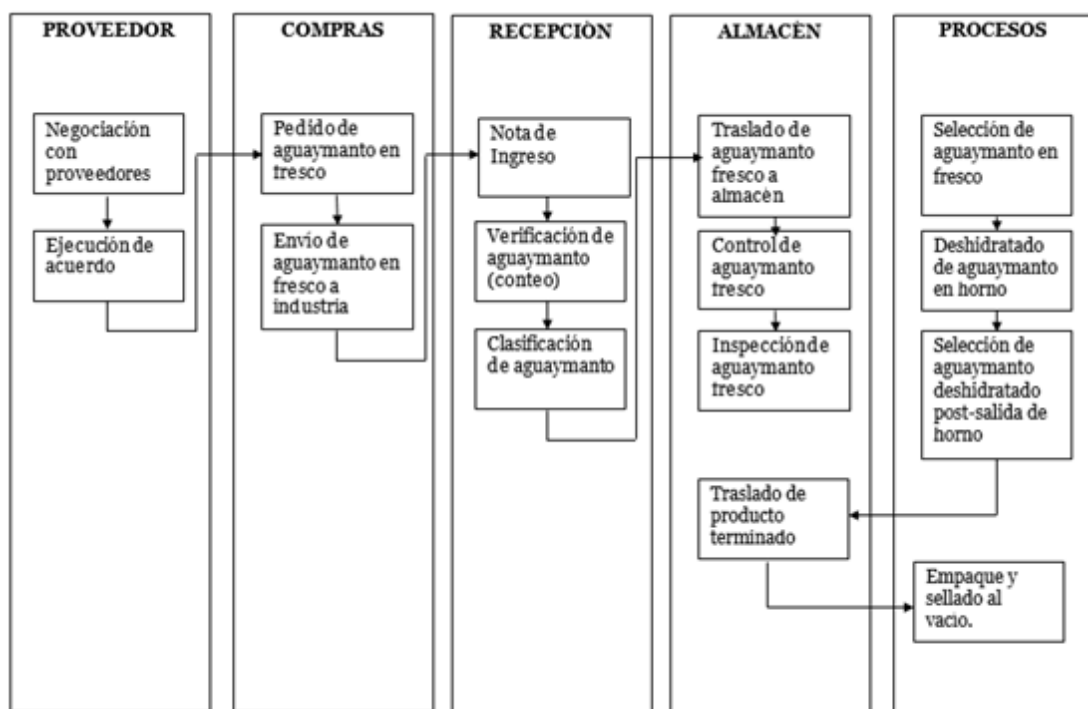 PROVEEDOR
Negociación
con
proveedores
Ejecución de
acuerdo
COMPRAS
Pedido de
aguaymanto en
fresco
Envío de
aguaymanto en
fresco a
industria
RECEPCIÒN
Nota de
Ingreso
Verificación de
aguaymanto
(conteo)
Clasificación
de aguaymanto
ALMACÈN
Traslado de
aguaymanto
fresco a
almacèn
Control de
aguaymanto
fresco
Inspección de
aguaymanto
fresco
Traslado de
producto
terminado
PROCESOS
Selección de
aguaymanto en
fresco
Deshidratado
de aguaymanto
en horno
Selección de
aguaymanto
deshidratado
post-salida de
horno
Empaque y
sellado al
vacio.